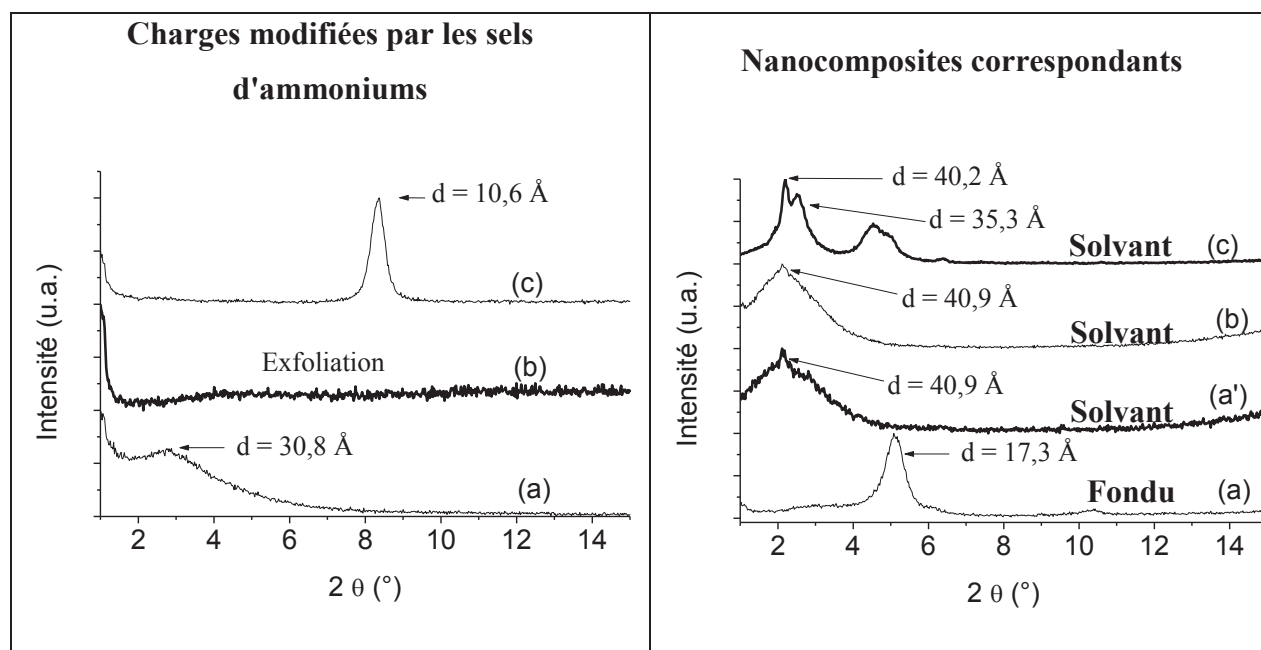 Charges modifiées par les sels
d'ammoniums
d = 10,6 Å
(c)
Exfoliation
(b)
d = 30,8 Å
(a)
Intensité (u.a.)
2 4 6 8 10 12 14
2 θ (°)
Nanocomposites correspondants
d = 40,2 Å
d = 35,3 Å
Solvant (c)
d = 40,9 Å
Solvant (b)
d = 40,9 Å
Solvant (a')
d = 17,3 Å
Fondu (a)
Intensité (u.a.)
2 4 6 8 10 12 14
2 θ (°)